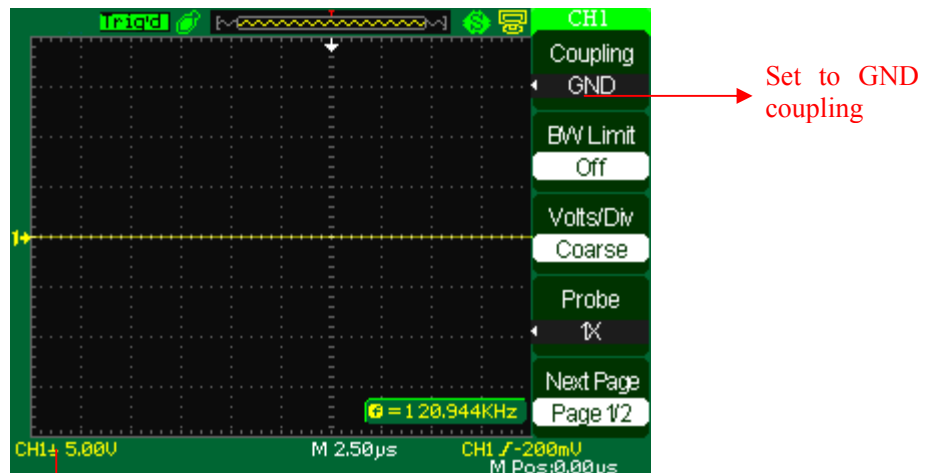 Trig'd
CH1
Coupling
GND
Set to GND
coupling
BW Limit
Off
Volts/Div
Coarse
1
Probe
1X
Next Page
Page 1/2
f = 120.944KHz
CH1 5.00V
M 2.50µs
CH1 -200mV
M Pos:0.00µs